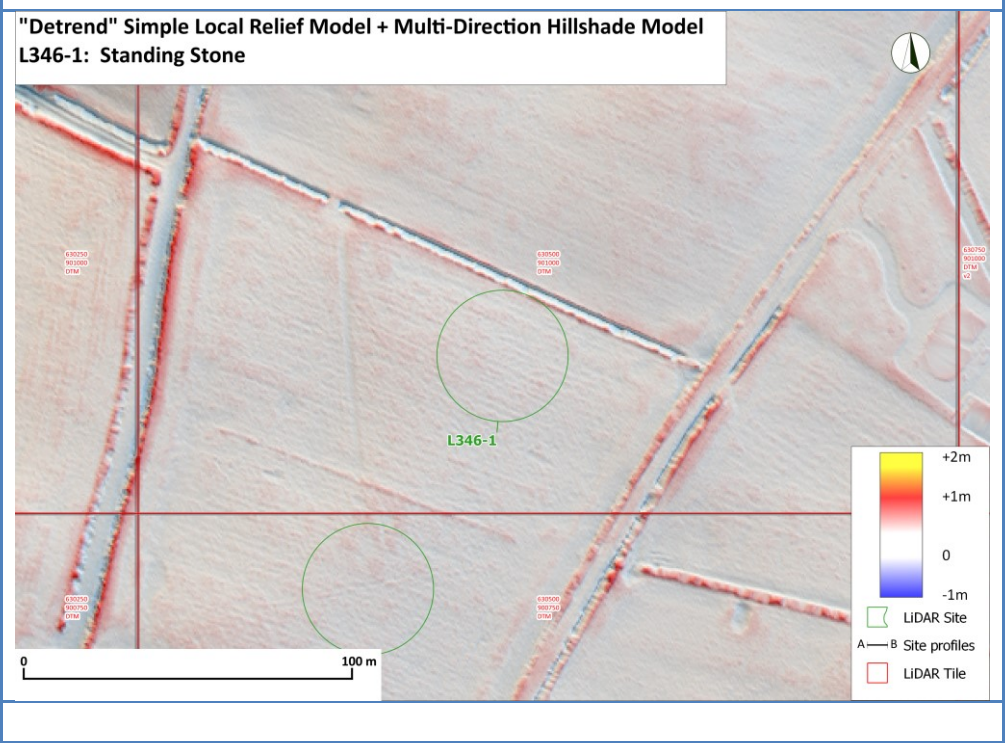 "Detrend" Simple Local Relief Model + Multi-Direction Hillshade Model
L346-1: Standing Stone
630250
901000
DTM
630500
901000
DTM
630750
901000
DTM
v2
L346-1
630250
900750
DTM
630500
900750
DTM
+2m
+1m
0
-1m
LiDAR Site
A B Site profiles
LiDAR Tile
0 100 m